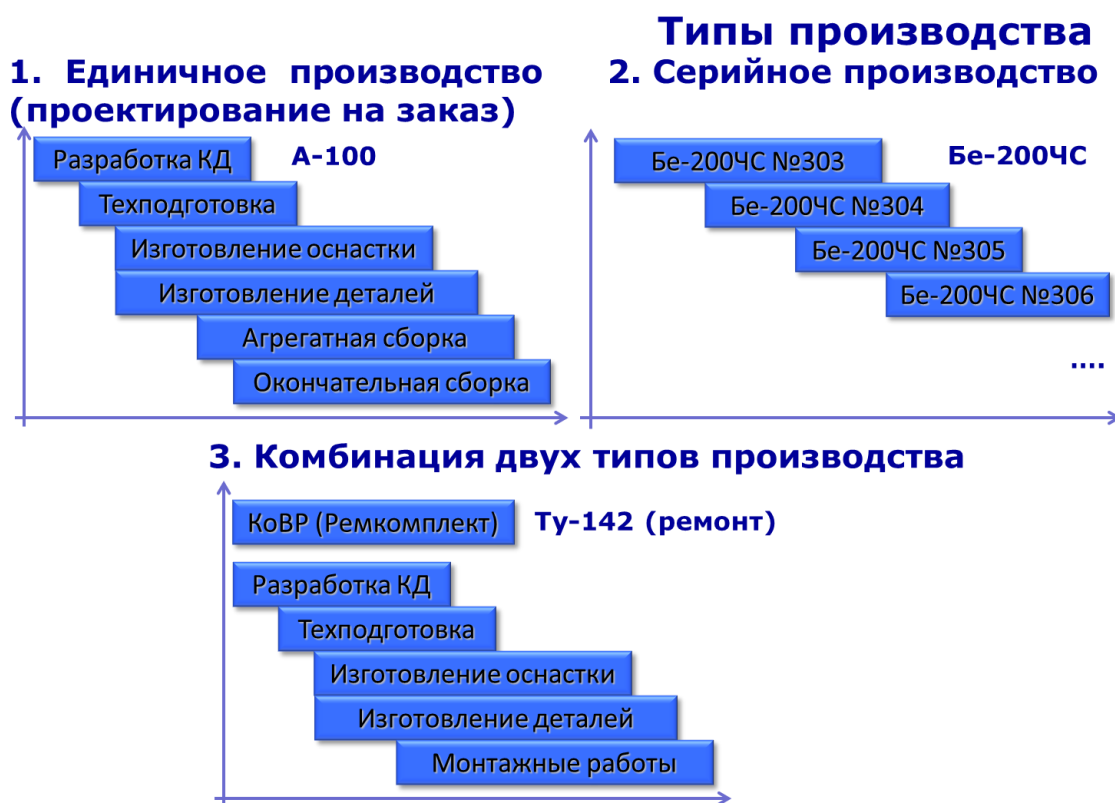 Типы производства
1. Единичное производство
(проектирование на заказ)
А-100
Разработка КД
Техподготовка
Изготовление оснастки
Изготовление деталей
Агрегатная сборка
Окончательная сборка
2. Серийное производство
Бе-200ЧС
Бе-200ЧС №303
Бе-200ЧС №304
Бе-200ЧС №305
Бе-200ЧС №306
....
3. Комбинация двух типов производства
КоВР (Ремкомплект)
Ту-142 (ремонт)
Разработка КД
Техподготовка
Изготовление оснастки
Изготовление деталей
Монтажные работы